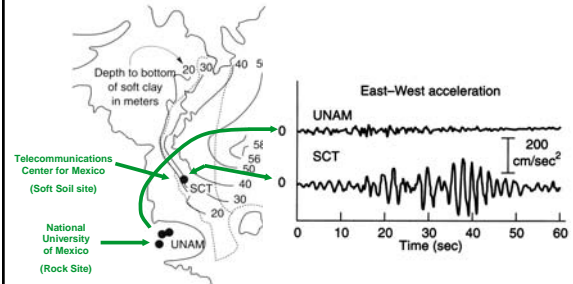 Depth to bottom
of soft clay
in meters
20
30
40
5
58
56
50
40
30
20
SCT
UNAM
Telecommunications
Center for Mexico
(Soft Soil site)
National
University
of Mexico
(Rock Site)
East–West acceleration
UNAM
0
200
cm/sec²
SCT
0
0 10 20 30 40 50 60
Time (sec)